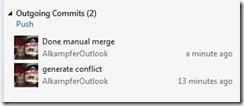 Outgoing Commits (2)
Push
Done manual merge
AlkampferOutlook a minute ago
generate conflict
AlkampferOutlook 13 minutes ago